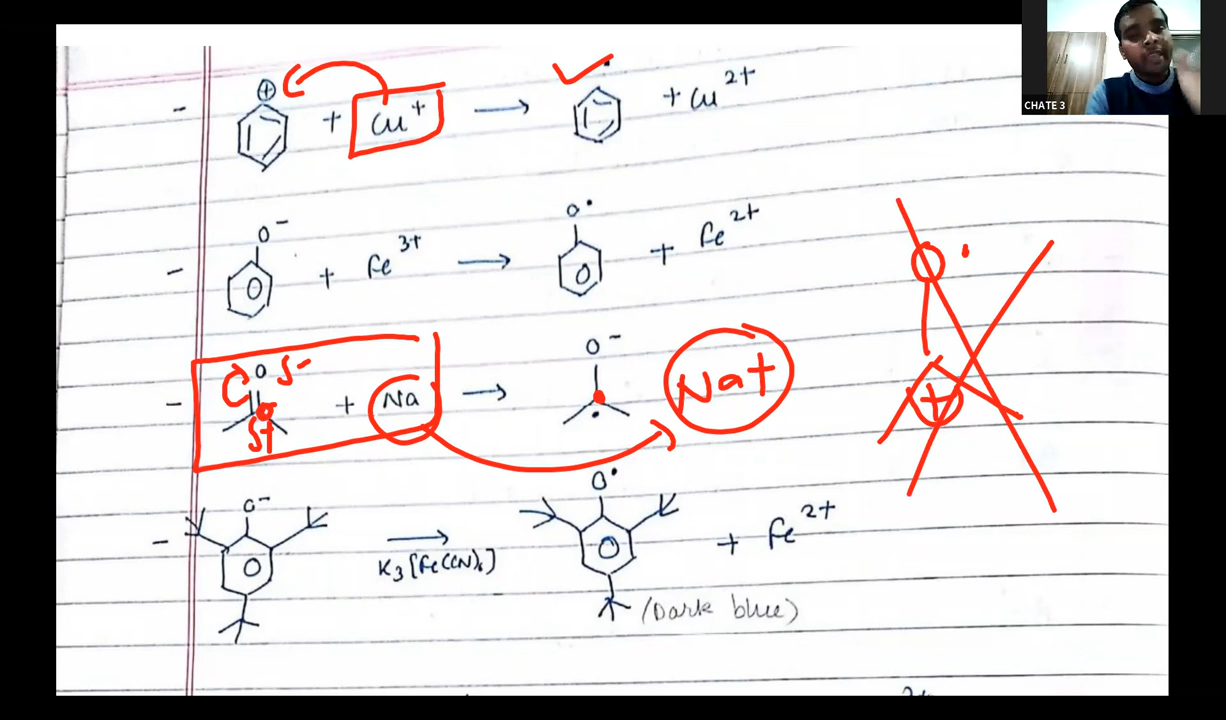 ⊕ + Cu⁺ ⟶ • + Cu²⁺
CHATE 3
O⁻ + Fe³⁺ ⟶ O• + Fe²⁺
O δ- δ+ + Na ⟶ O⁻ • Na+
O •
+
O⁻ ⟶ K₃[Fe(CN)₆] O• + Fe²⁺
(Dark blue)